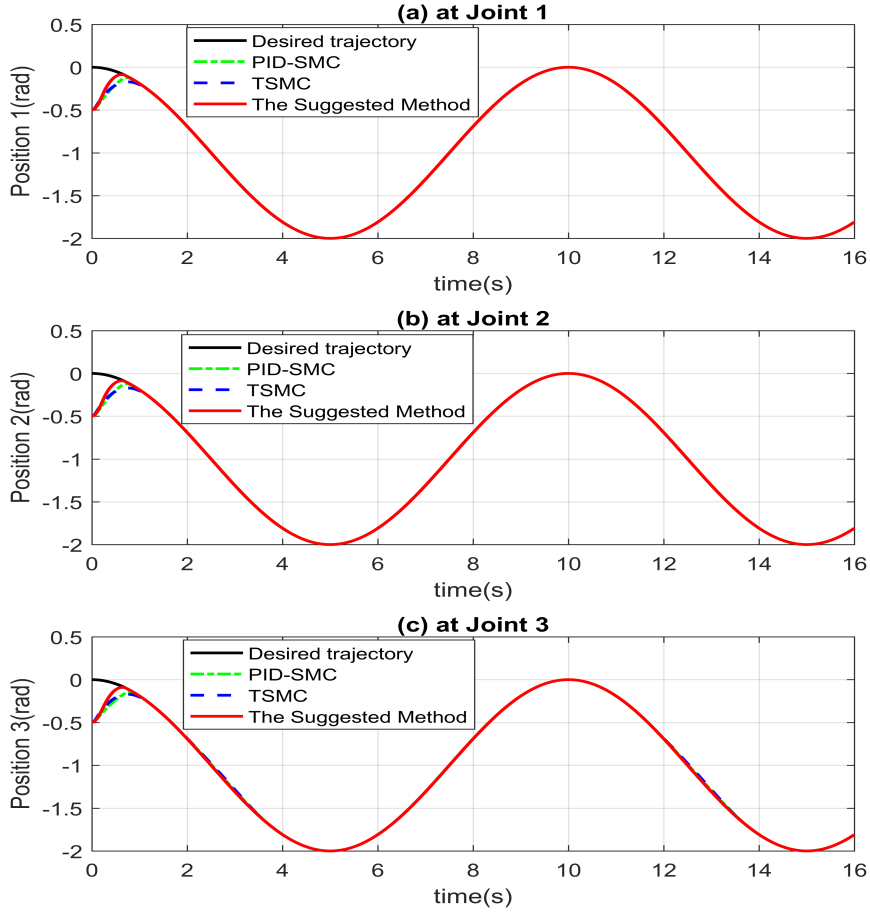 (a) at Joint 1
0.5
0
-0.5
-1
-1.5
-2
Position 1(rad)
Desired trajectory
PID-SMC
TSMC
The Suggested Method
0 2 4 6 8 10 12 14 16
time(s)
(b) at Joint 2
0.5
0
-0.5
-1
-1.5
-2
Position 2(rad)
Desired trajectory
PID-SMC
TSMC
The Suggested Method
0 2 4 6 8 10 12 14 16
time(s)
(c) at Joint 3
0.5
0
-0.5
-1
-1.5
-2
Position 3(rad)
Desired trajectory
PID-SMC
TSMC
The Suggested Method
0 2 4 6 8 10 12 14 16
time(s)